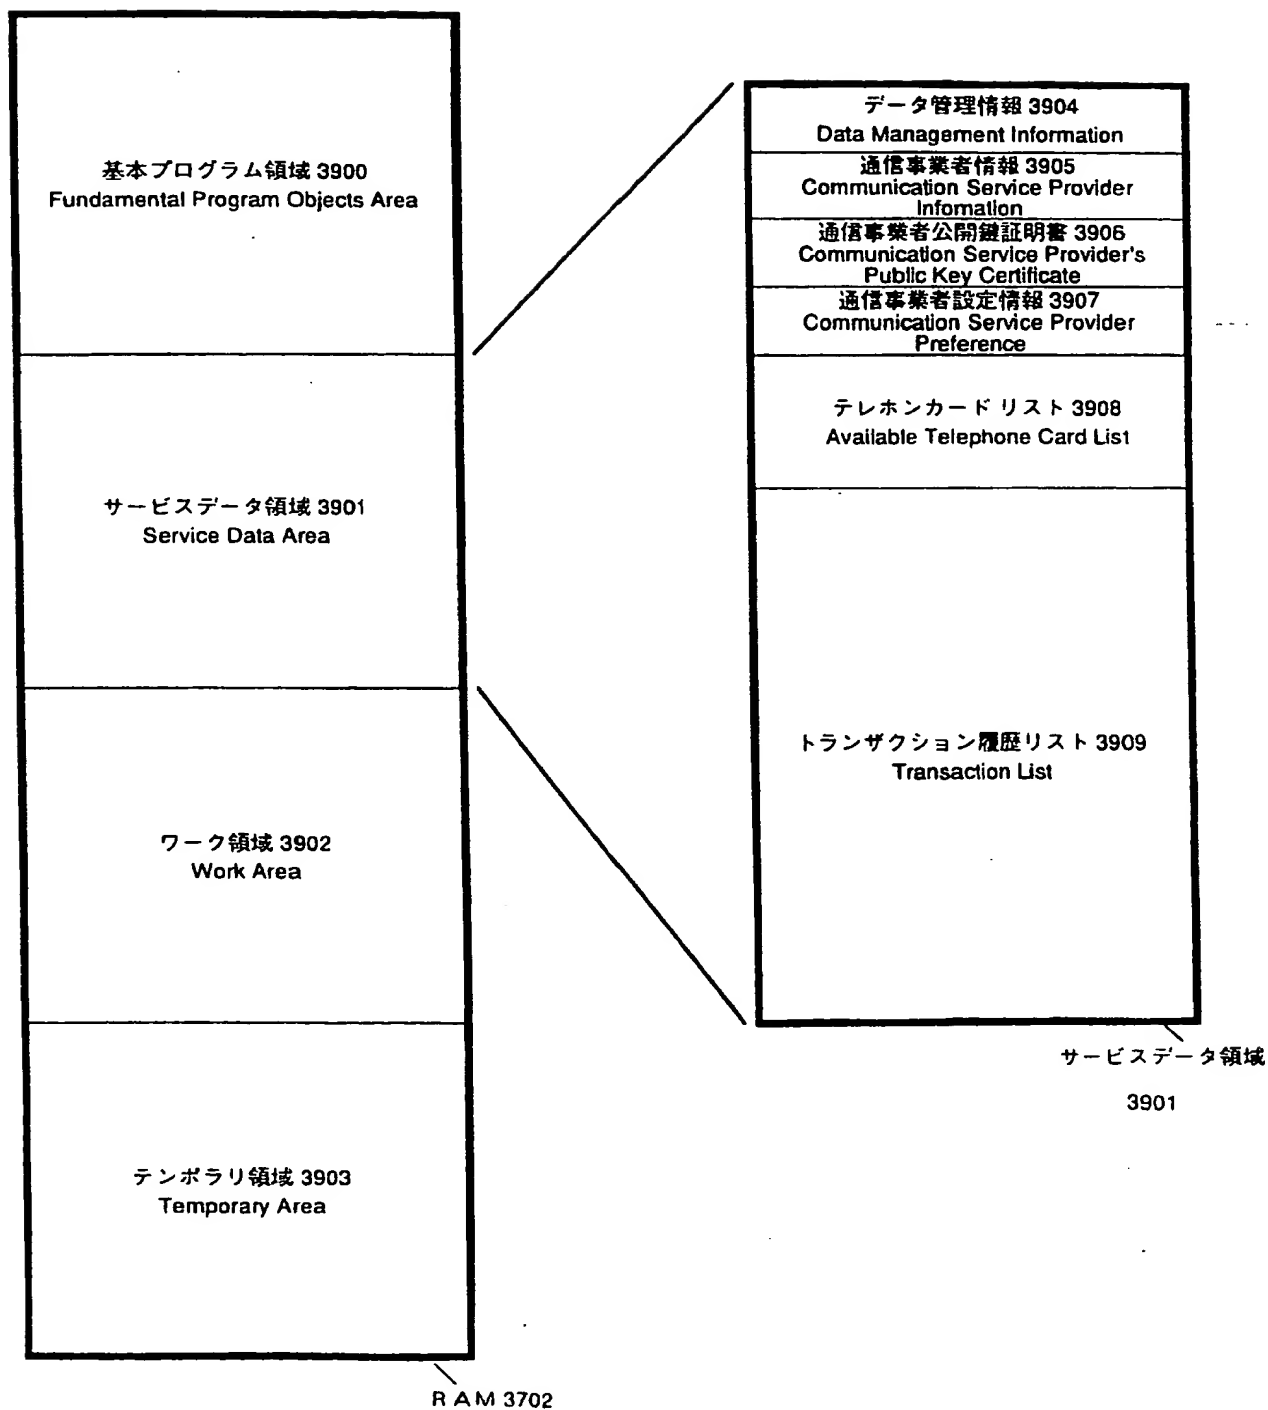 基本プログラム領域 3900
Fundamental Program Objects Area
サービスデータ領域 3901
Service Data Area
ワーク領域 3902
Work Area
テンポラリ領域 3903
Temporary Area
RAM 3702
データ管理情報 3904
Data Management Information
通信事業者情報 3905
Communication Service Provider
Infomation
通信事業者公開鍵証明書 3906
Communication Service Provider's
Public Key Certificate
通信事業者設定情報 3907
Communication Service Provider
Preference
テレホンカード リスト 3908
Available Telephone Card List
トランザクション履歴リスト 3909
Transaction List
サービスデータ領域
3901